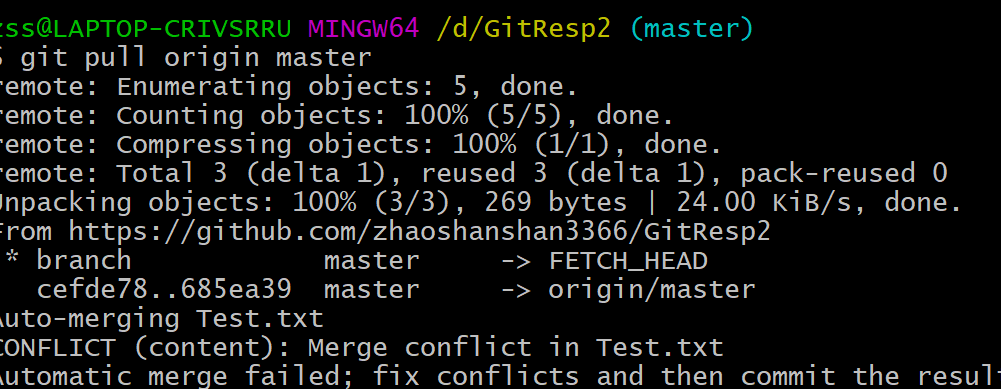 zss@LAPTOP-CRIVSRRU MINGW64 /d/GitResp2 (master)
$ git pull origin master
remote: Enumerating objects: 5, done.
remote: Counting objects: 100% (5/5), done.
remote: Compressing objects: 100% (1/1), done.
remote: Total 3 (delta 1), reused 3 (delta 1), pack-reused 0
Unpacking objects: 100% (3/3), 269 bytes | 24.00 KiB/s, done.
From https://github.com/zhaoshanshan3366/GitResp2
 * branch            master     -> FETCH_HEAD
   cefde78..685ea39  master     -> origin/master
Auto-merging Test.txt
CONFLICT (content): Merge conflict in Test.txt
Automatic merge failed; fix conflicts and then commit the resul